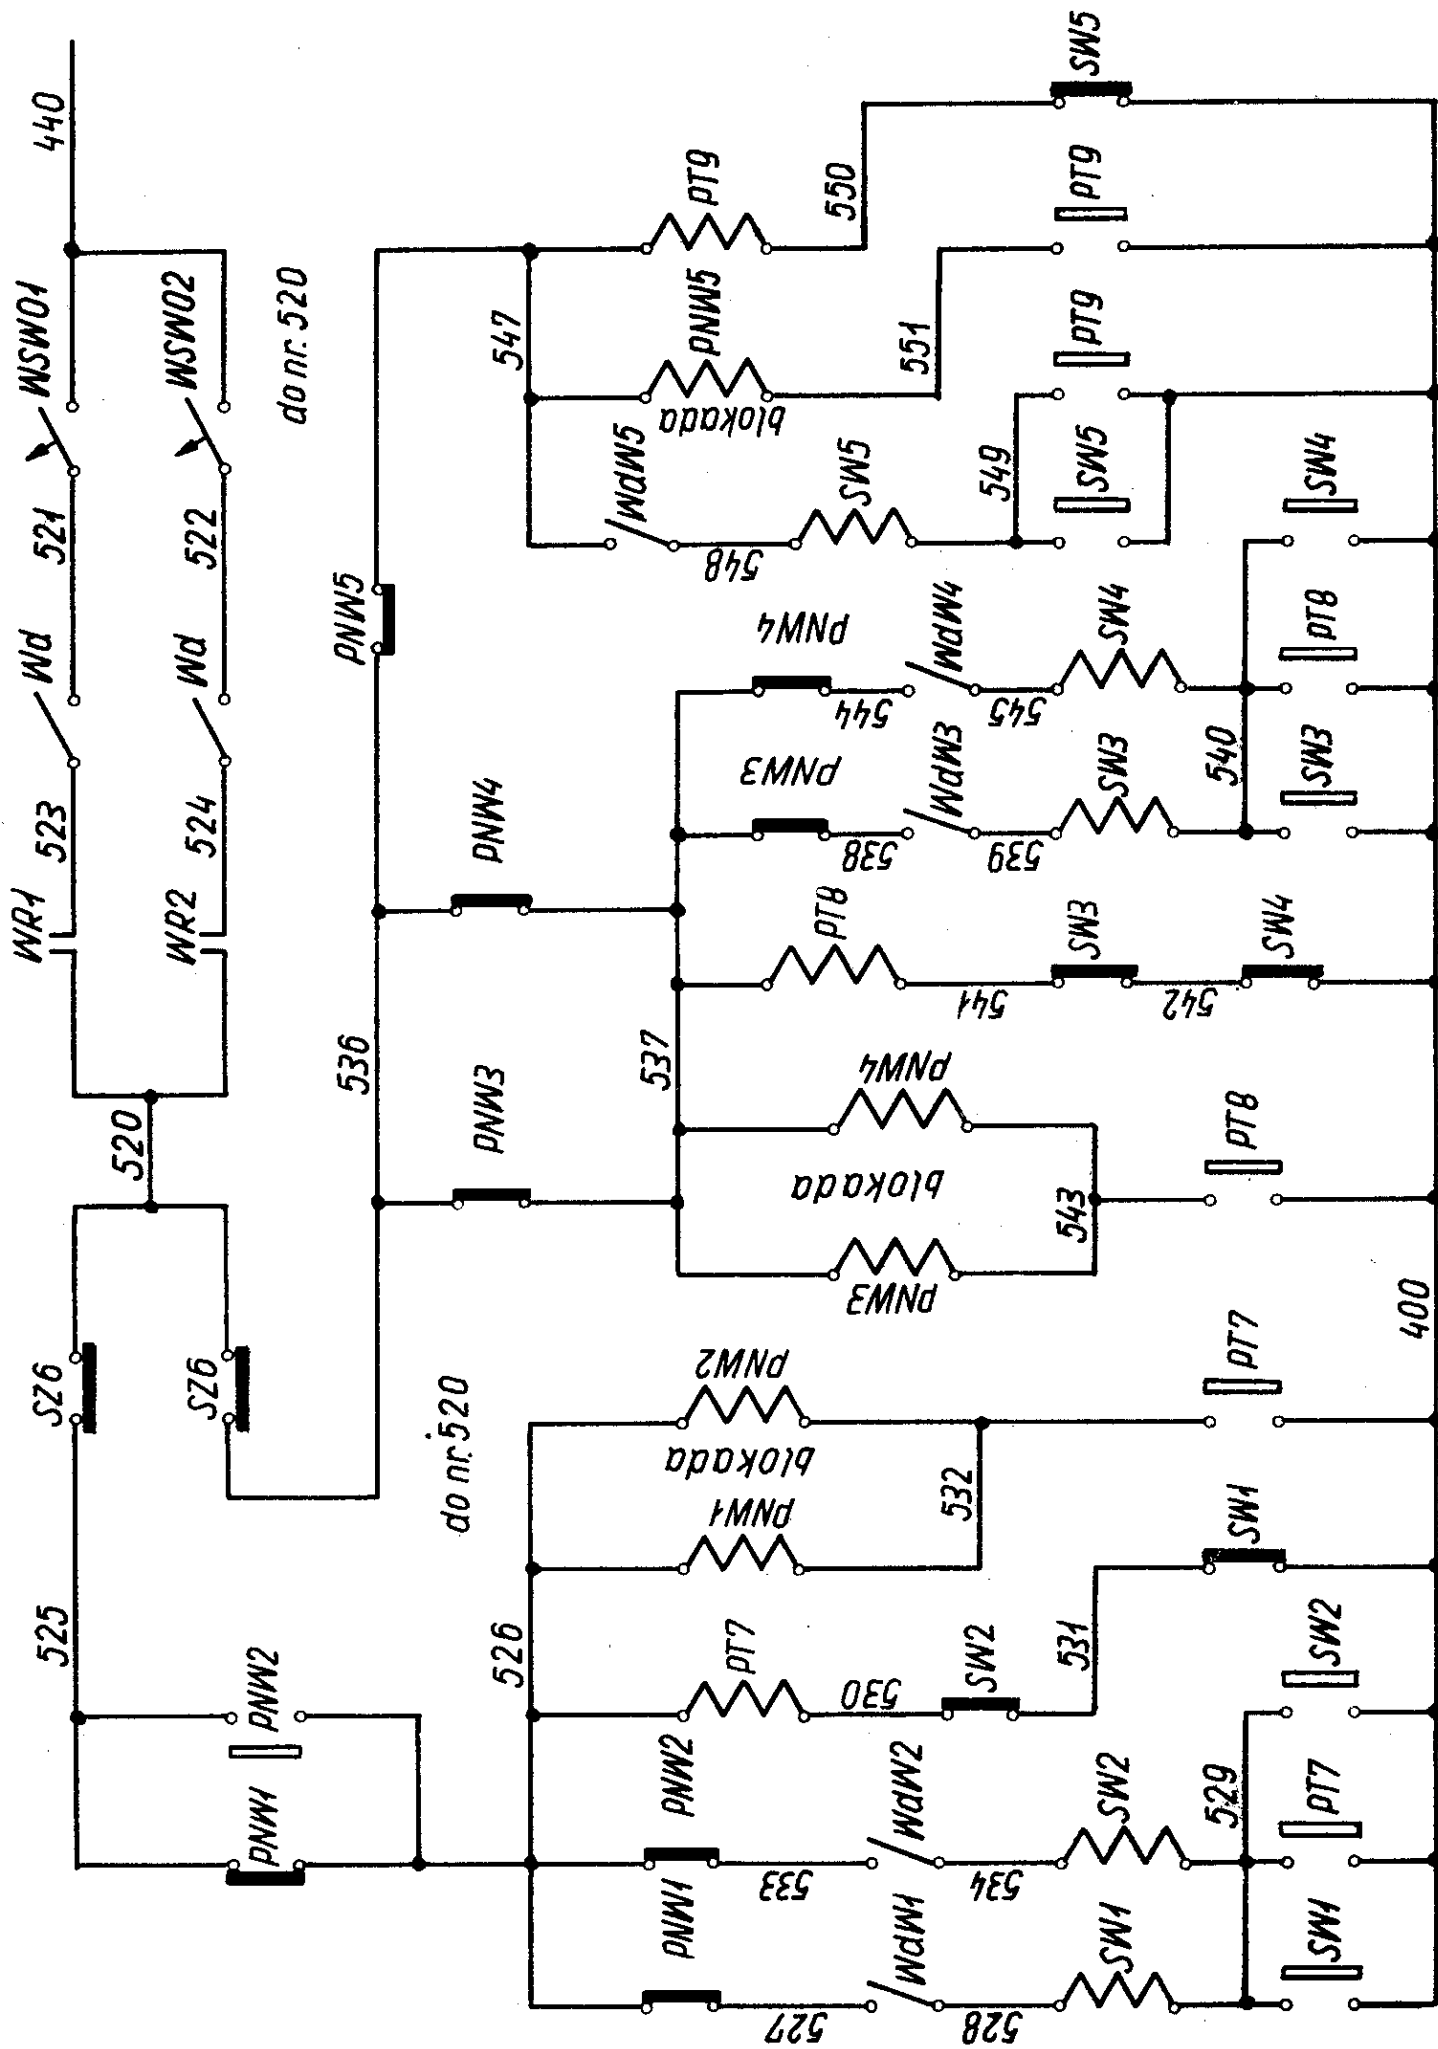 440
WSW01
WSW02
521
522
Wd
Wd
523
524
WR1
WR2
520
SZ6
SZ6
525
pNW2
pNW1
do nr. 520
pNW5
536
pNW4
pNW3
547
pT9
pNW5
blokada
WdW5
548
SW5
550
551
549
SW5
pT9
pT9
SW5
537
pNW4
544
WdW4
545
SW4
pNW3
538
WdW3
539
SW3
540
SW4
pT8
SW3
pT8
541
SW3
542
SW4
pNW4
blokada
pNW3
543
pT8
400
do nr. 520
526
pNW2
blokada
pNW1
532
pT7
pT7
530
SW2
531
SW1
pNW2
533
WdW2
534
SW2
pNW1
527
WdW1
528
SW1
529
SW2
pT7
SW1